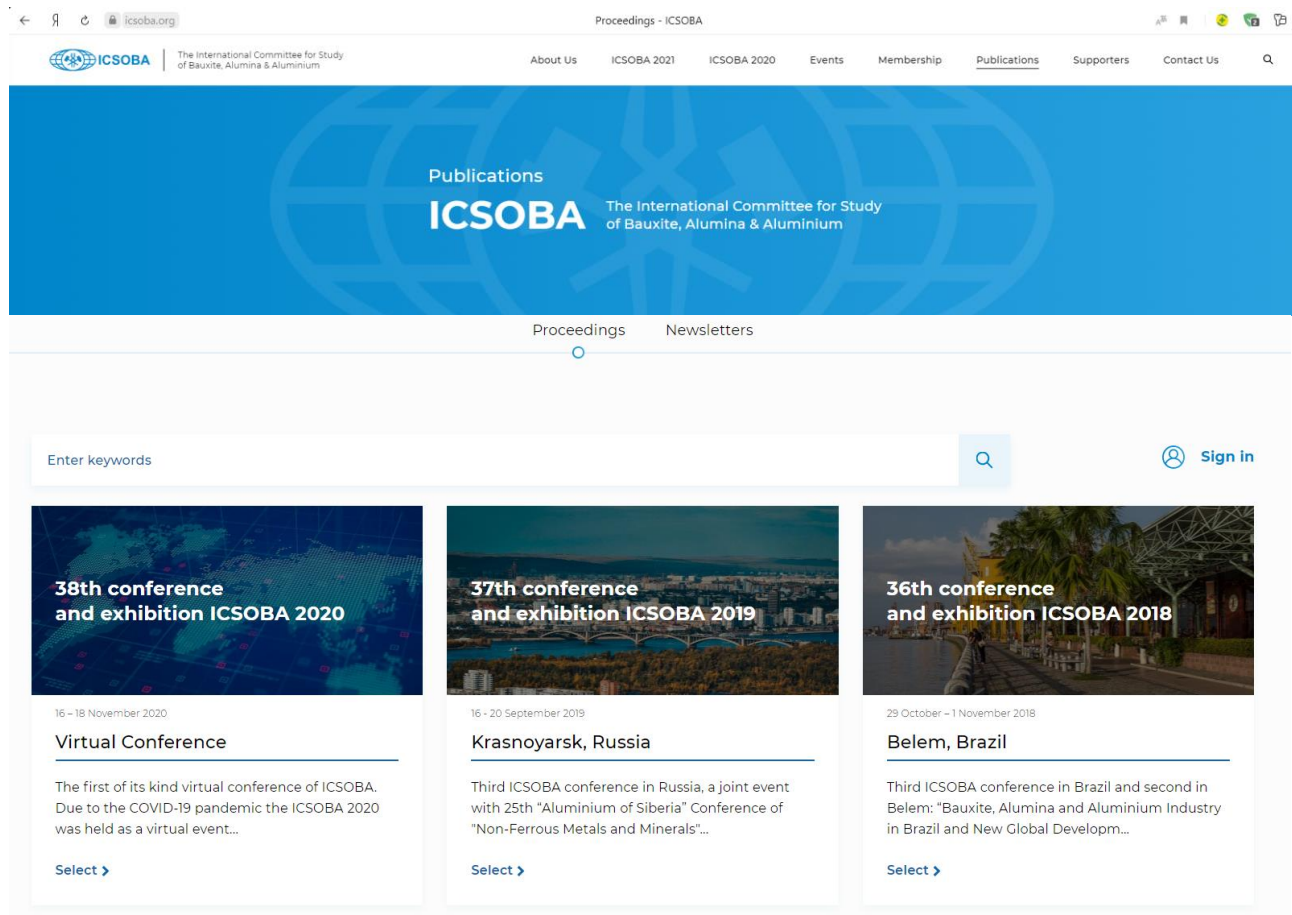 Я icsoba.org Proceedings - ICSOBA
ICSOBA The International Committee for Study
of Bauxite, Alumina & Aluminium
About Us ICSOBA 2021 ICSOBA 2020 Events Membership Publications Supporters Contact Us
Publications
ICSOBA The International Committee for Study
of Bauxite, Alumina & Aluminium
Proceedings Newsletters
Enter keywords
Sign in
38th conference
and exhibition ICSOBA 2020
16 – 18 November 2020
Virtual Conference
The first of its kind virtual conference of ICSOBA.
Due to the COVID-19 pandemic the ICSOBA 2020
was held as a virtual event...
Select
37th conference
and exhibition ICSOBA 2019
16 - 20 September 2019
Krasnoyarsk, Russia
Third ICSOBA conference in Russia, a joint event
with 25th “Aluminium of Siberia” Conference of
"Non-Ferrous Metals and Minerals"...
Select
36th conference
and exhibition ICSOBA 2018
29 October – 1 November 2018
Belem, Brazil
Third ICSOBA conference in Brazil and second in
Belem: “Bauxite, Alumina and Aluminium Industry
in Brazil and New Global Developm...
Select